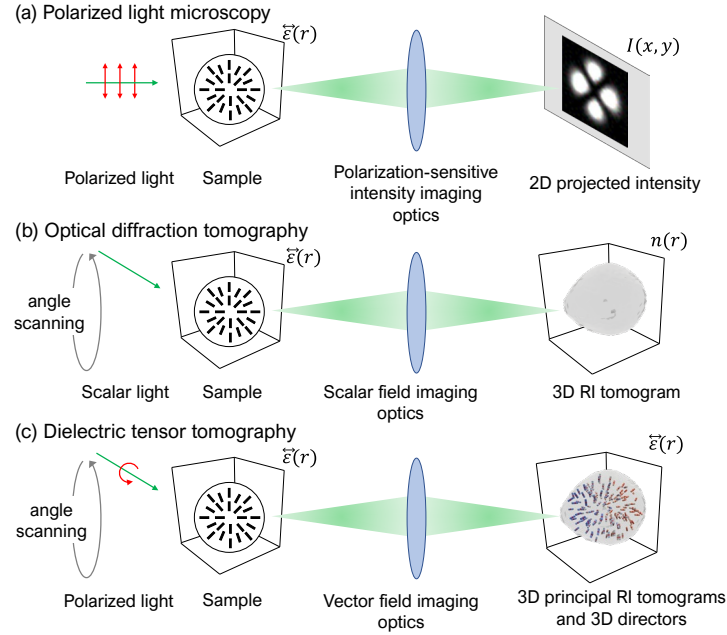 (a) Polarized light microscopy
ε⃡(r)
I(x,y)
Polarized light
Sample
Polarization-sensitive
intensity imaging
optics
2D projected intensity
(b) Optical diffraction tomography
ε⃡(r)
n(r)
angle
scanning
Scalar light
Sample
Scalar field imaging
optics
3D RI tomogram
(c) Dielectric tensor tomography
ε⃡(r)
ε⃡(r)
angle
scanning
Polarized light
Sample
Vector field imaging
optics
3D principal RI tomograms
and 3D directors